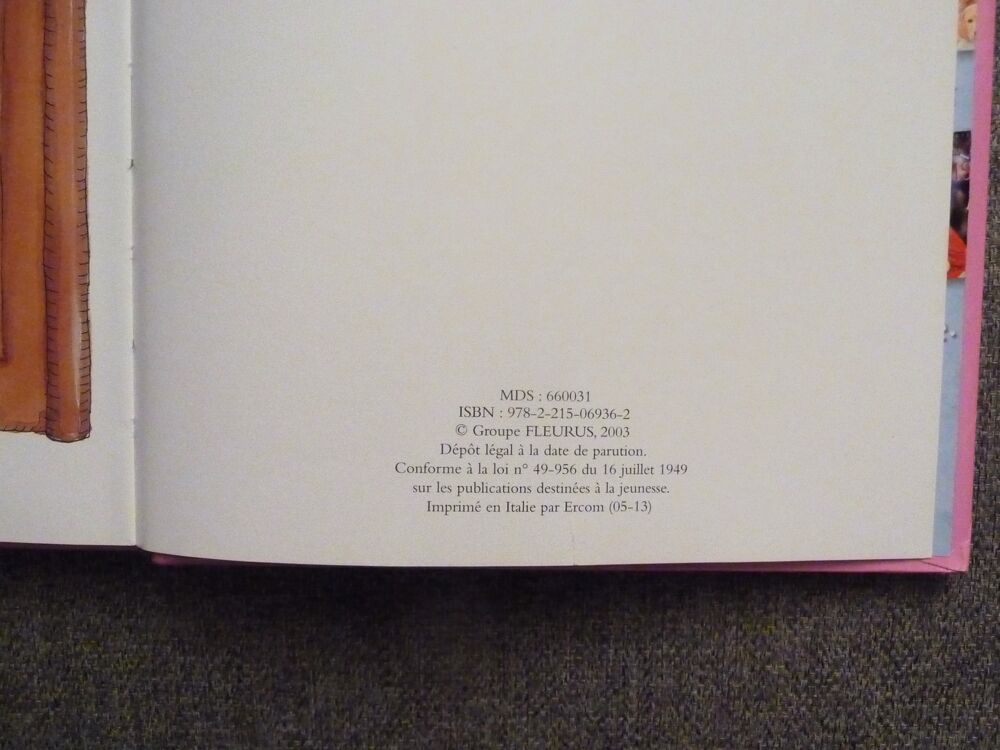 MDS : 660031
ISBN : 978-2-215-06936-2
© Groupe FLEURUS, 2003
Dépôt légal à la date de parution.
Conforme à la loi n° 49-956 du 16 juillet 1949
sur les publications destinées à la jeunesse.
Imprimé en Italie par Ercom (05-13)